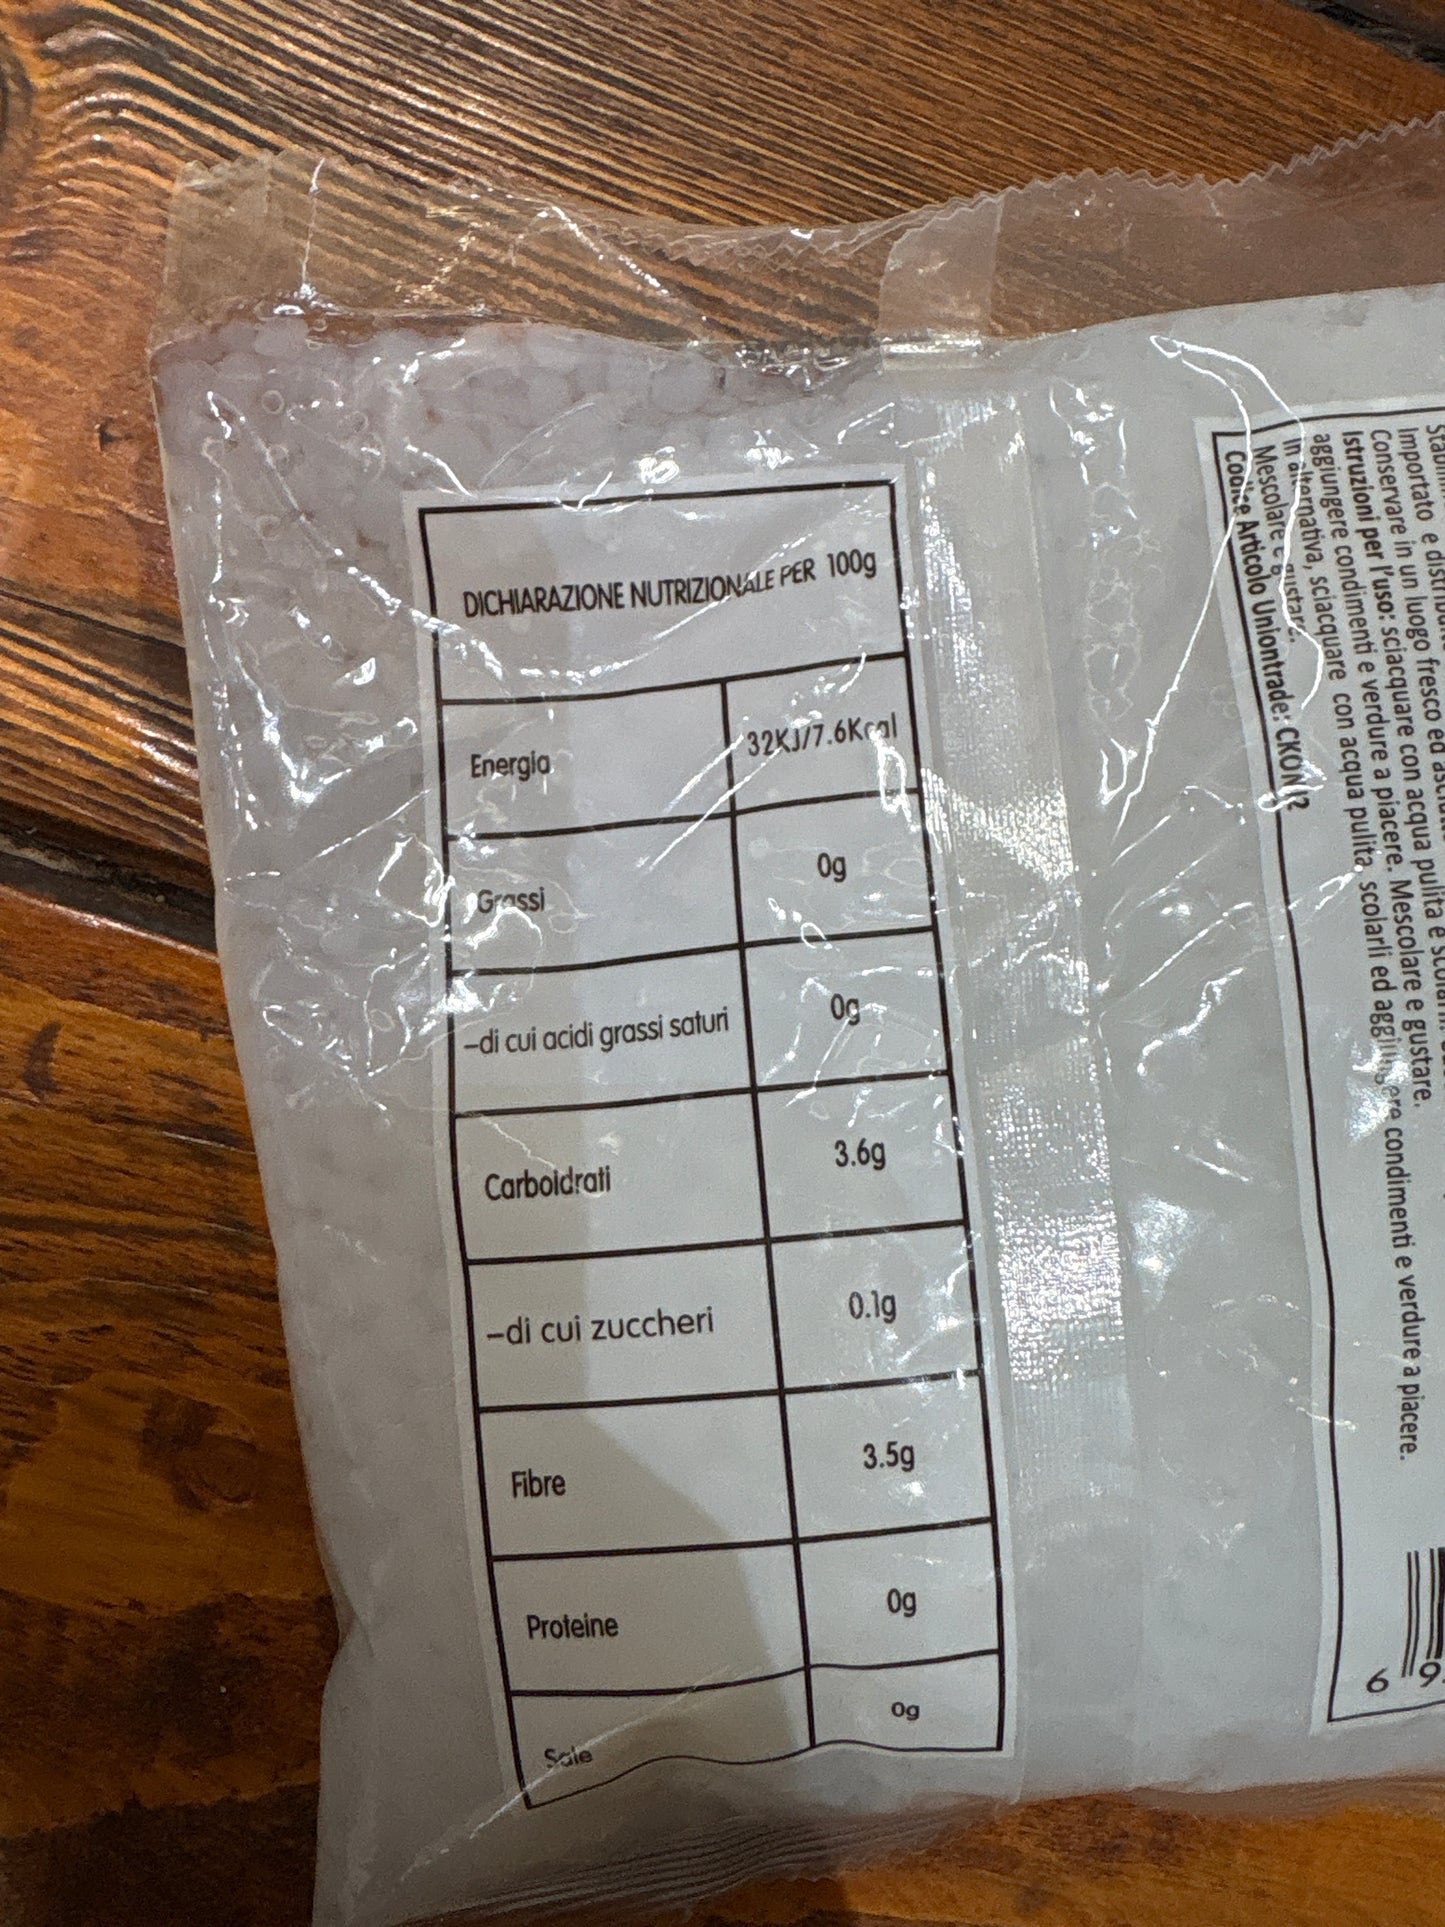 DICHIARAZIONE NUTRIZIONALE PER 100g
Energia 32KJ/7.6Kcal
Grassi 0g
-di cui acidi grassi saturi 0g
Carboidrati 3.6g
-di cui zuccheri 0.1g
Fibre 3.5g
Proteine 0g
Sale 0g
Importato e
Conservare in un luogo fresco ed
Istruzioni per l'uso: sciacquare con acqua pulita e
aggiungere condimenti e verdure a piacere. Mescolare e gustare.
In alternativa, sciacquare con acqua pulita, scolarli ed aggiungere condimenti e verdure a piacere.
Mescolare e gustare.
Codice Articolo Uniontrade: CKON12
9
6